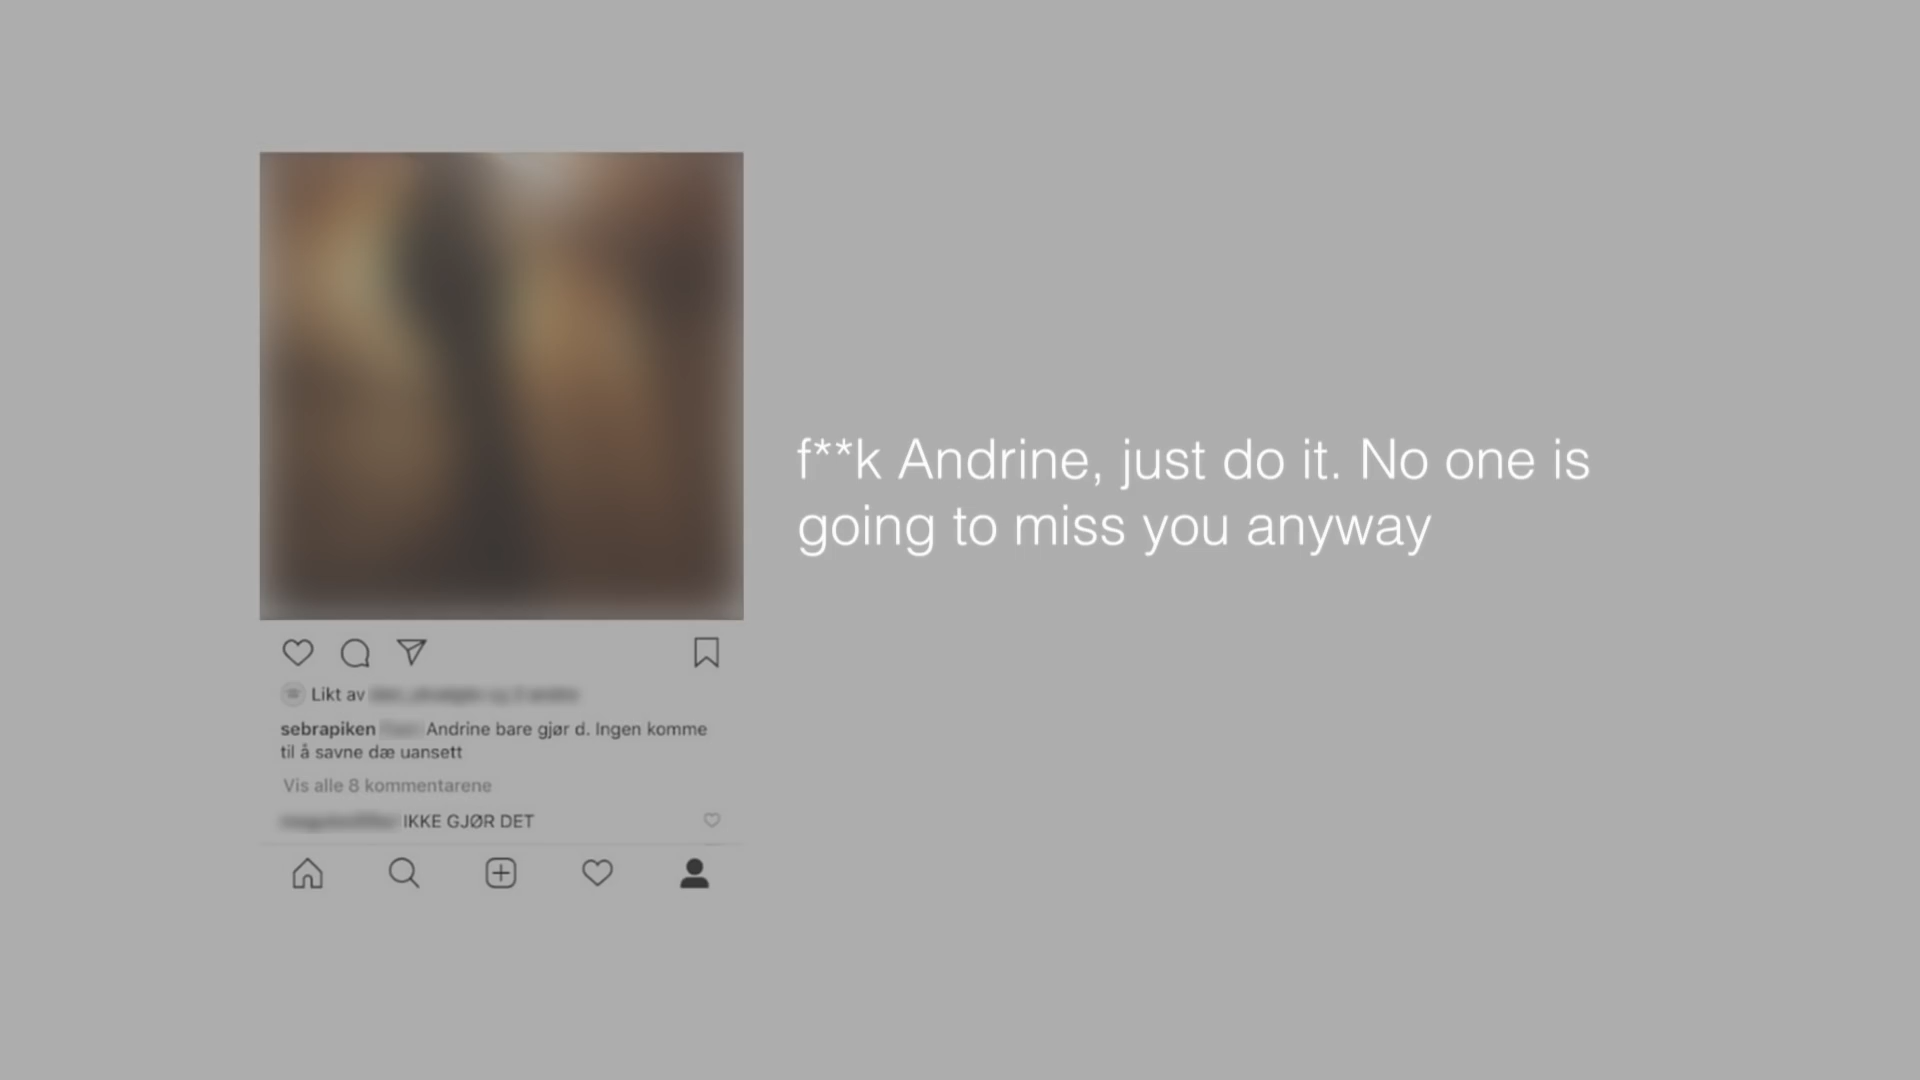 f**k Andrine, just do it. No one is
going to miss you anyway
Likt av
sebrapiken Andrine bare gjør d. Ingen komme
til å savne dæ uansett
Vis alle 8 kommentarene
IKKE GJØR DET